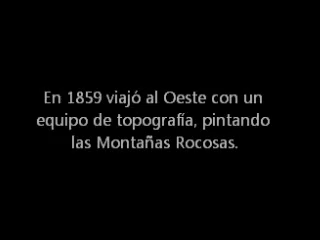 En 1859 viajó al Oeste con un
equipo de topografía, pintando
las Montañas Rocosas.